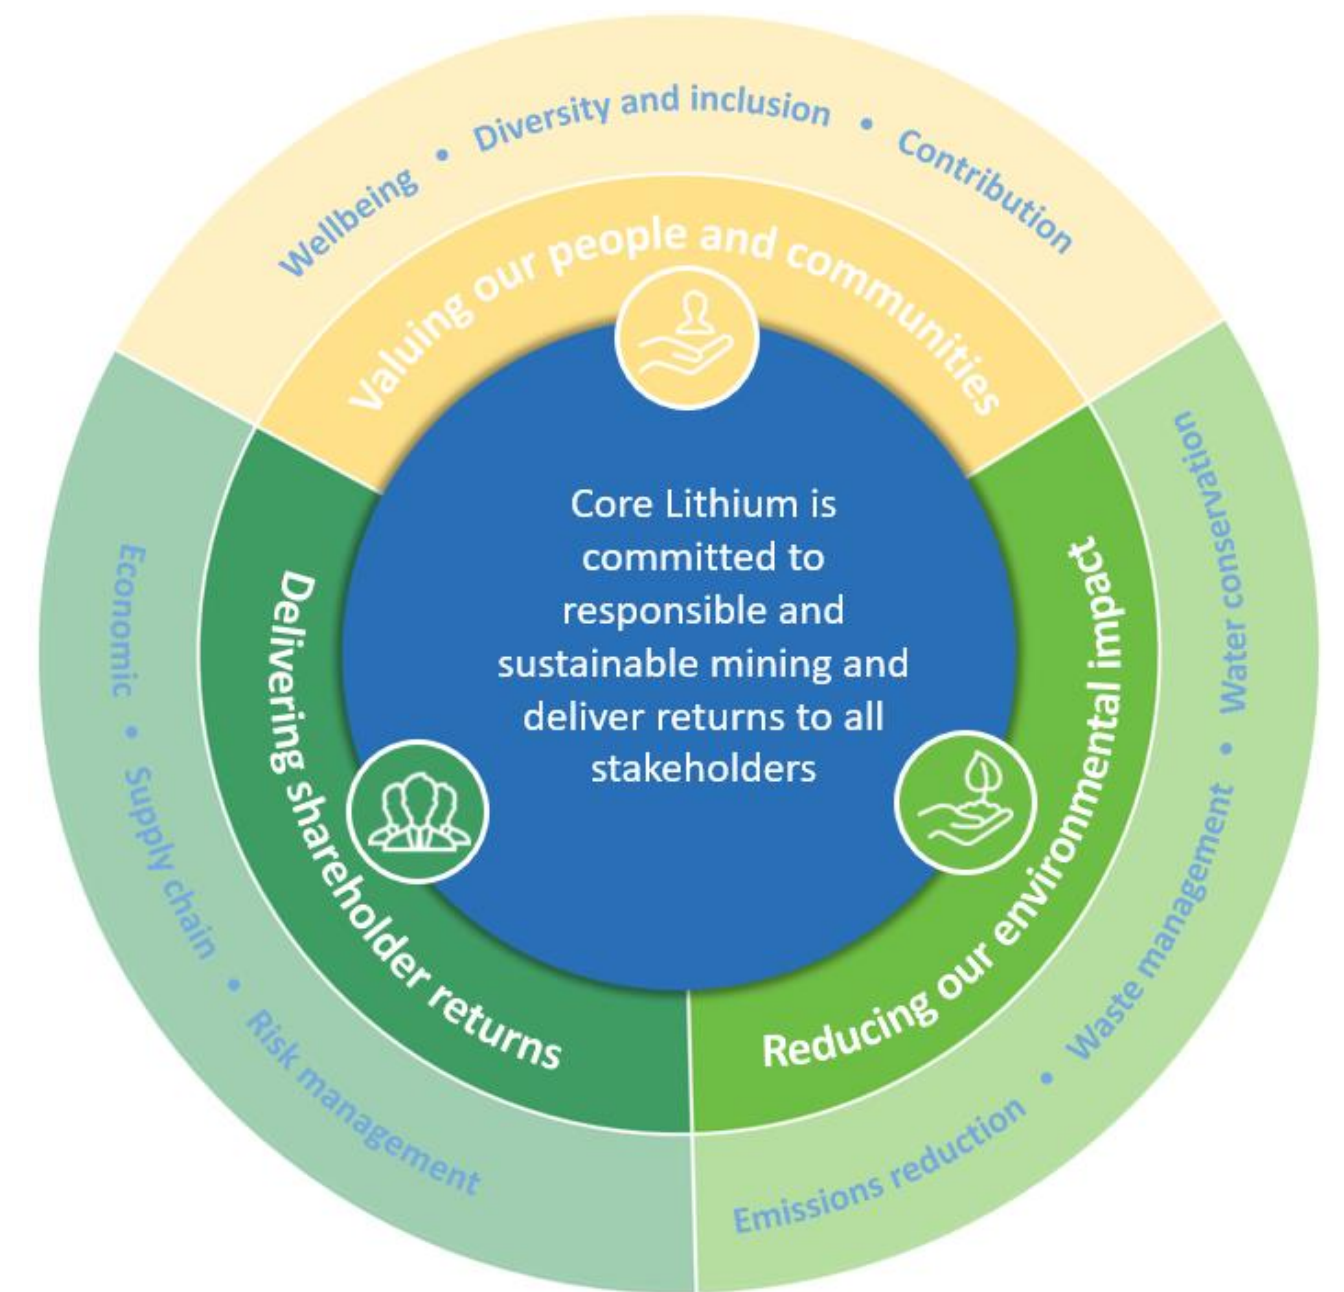 Wellbeing • Diversity and inclusion • Contribution
Valuing our people and communities
Core Lithium is
committed to
responsible and
sustainable mining and
deliver returns to all
stakeholders
Delivering shareholder returns
Economic • Supply chain • Risk management
Reducing our environmental impact
Emissions reduction • Waste management • Water conservation